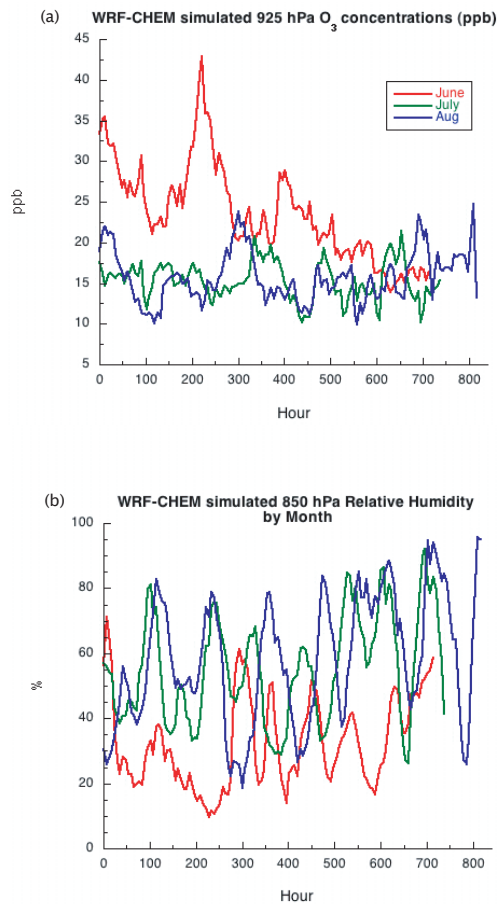 (a)
WRF-CHEM simulated 925 hPa O3 concentrations (ppb)
45
40
35
30
25
20
15
10
5
ppb
June
July
Aug
0 100 200 300 400 500 600 700 800
Hour
(b)
WRF-CHEM simulated 850 hPa Relative Humidity
by Month
100
80
60
40
20
0
%
0 100 200 300 400 500 600 700 800
Hour